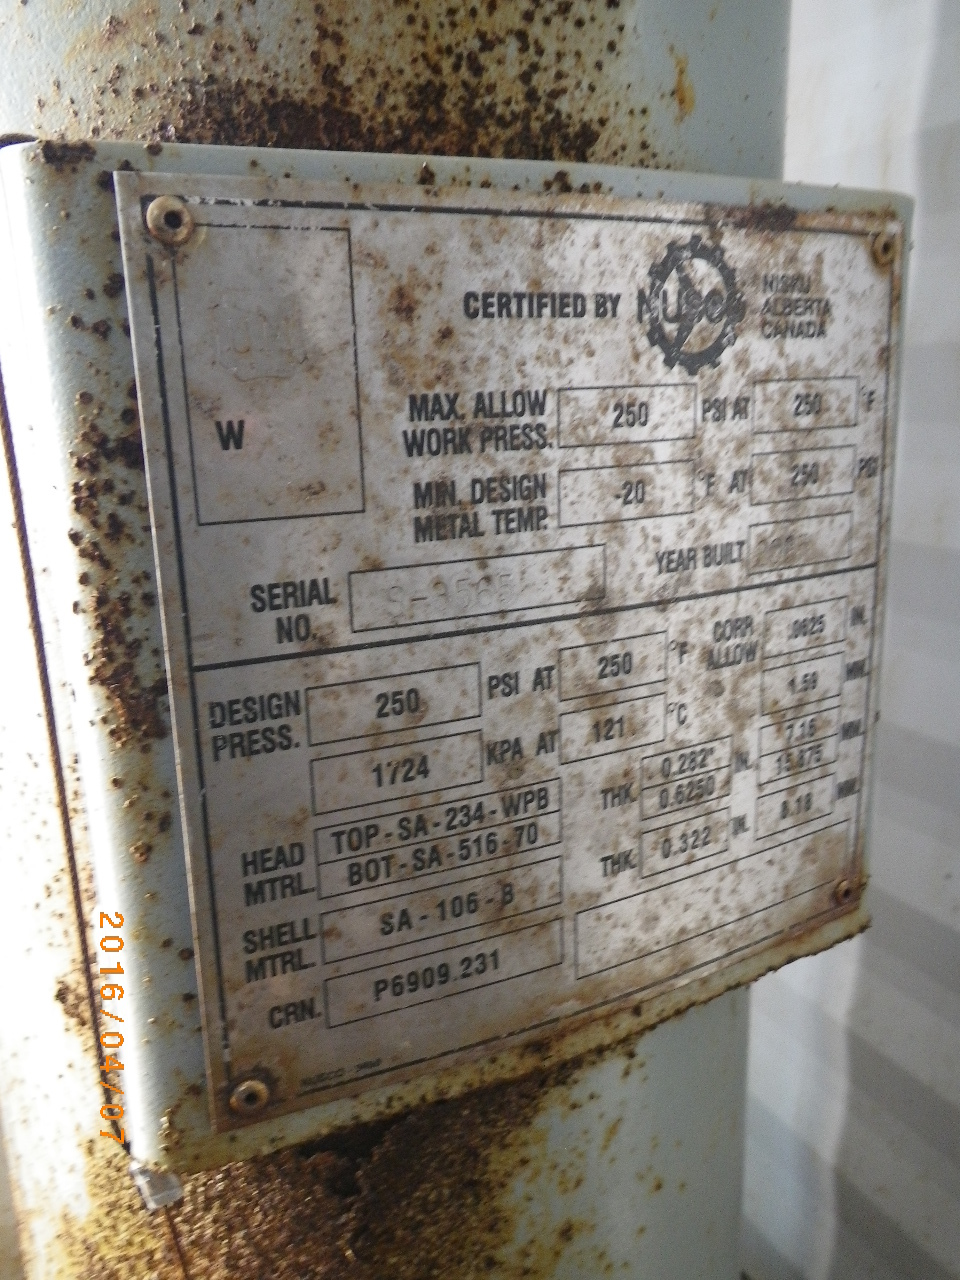 CERTIFIED BY NUSCO NISKU ALBERTA CANADA
W
MAX. ALLOW WORK PRESS. 250 PSI AT 250 °F
MIN. DESIGN METAL TEMP. -20 °F AT 250 PSI
SERIAL NO. YEAR BUILT
DESIGN PRESS. 250 PSI AT 250 °F CORR. ALLOW .0625 IN.
1724 KPA AT 121 °C 1.59 MM.
HEAD MTRL. TOP-SA-234-WPB THK. 0.282" IN. 7.16 MM.
BOT-SA-516-70 0.6250 15.875
SHELL MTRL. SA-106-B THK. 0.322 IN. 8.18 MM.
CRN. P6909.231
2016/04/07